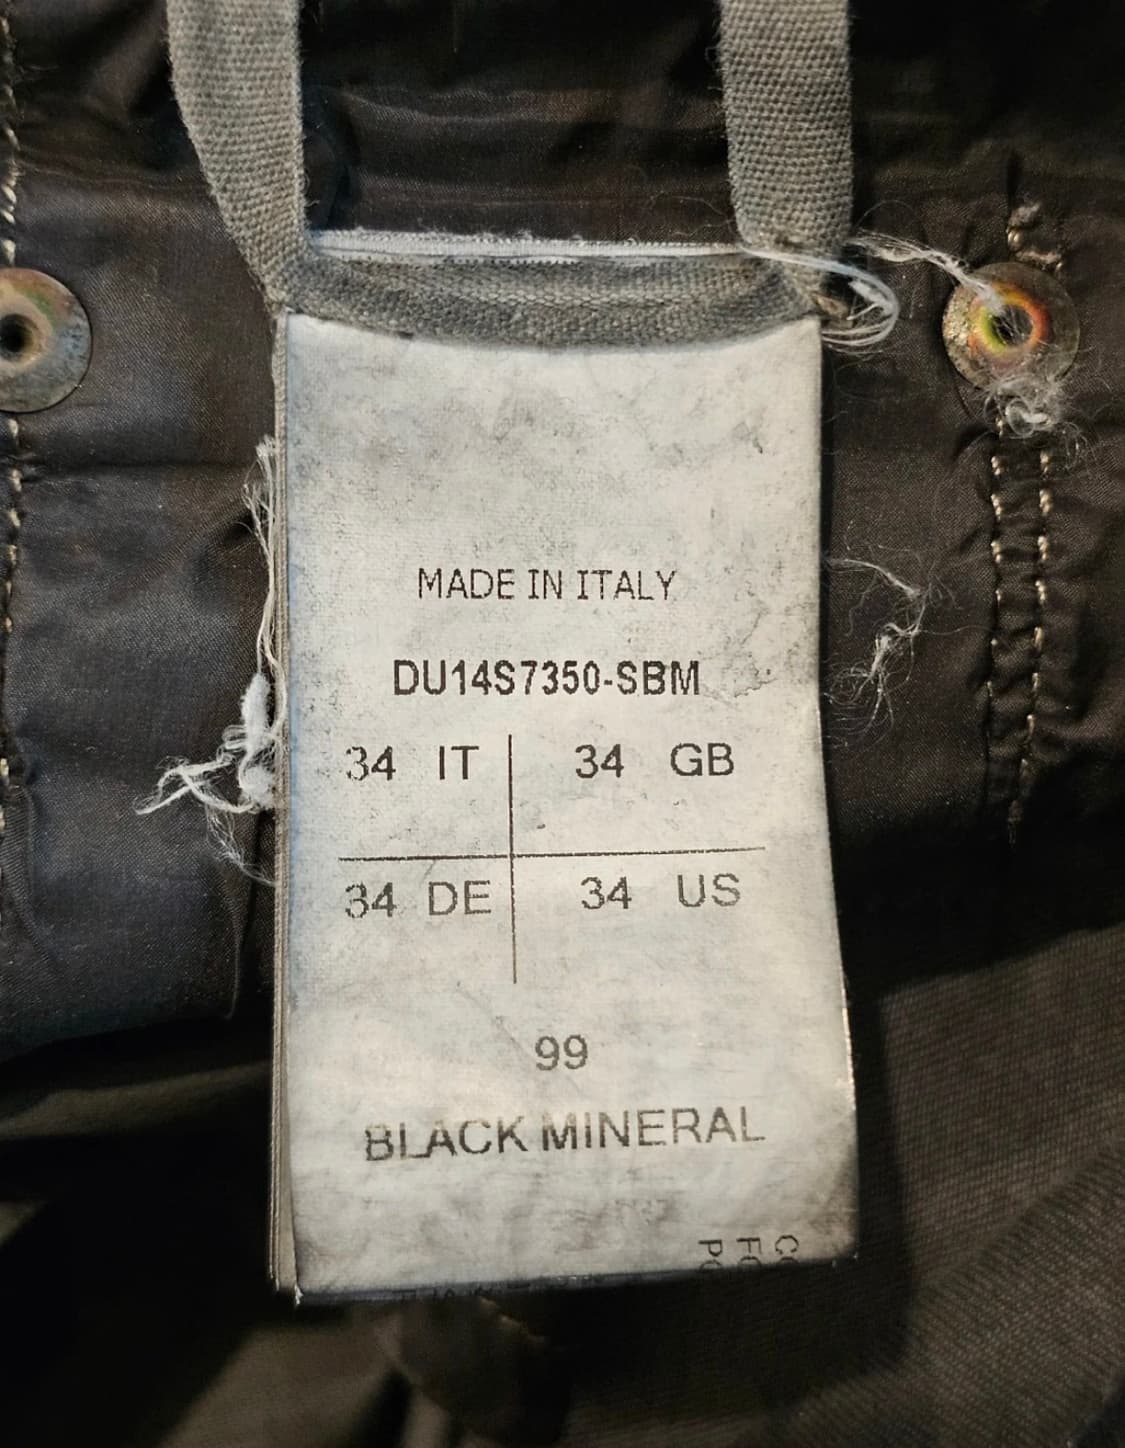 MADE IN ITALY
DU14S7350-SBM
34 IT 34 GB
34 DE 34 US
99
BLACK MINERAL